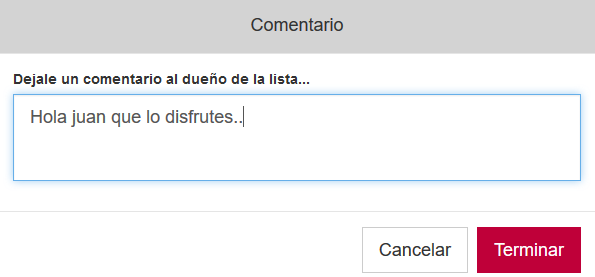 Comentario
Dejale un comentario al dueño de la lista...
Hola juan que lo disfrutes..
Cancelar
Terminar